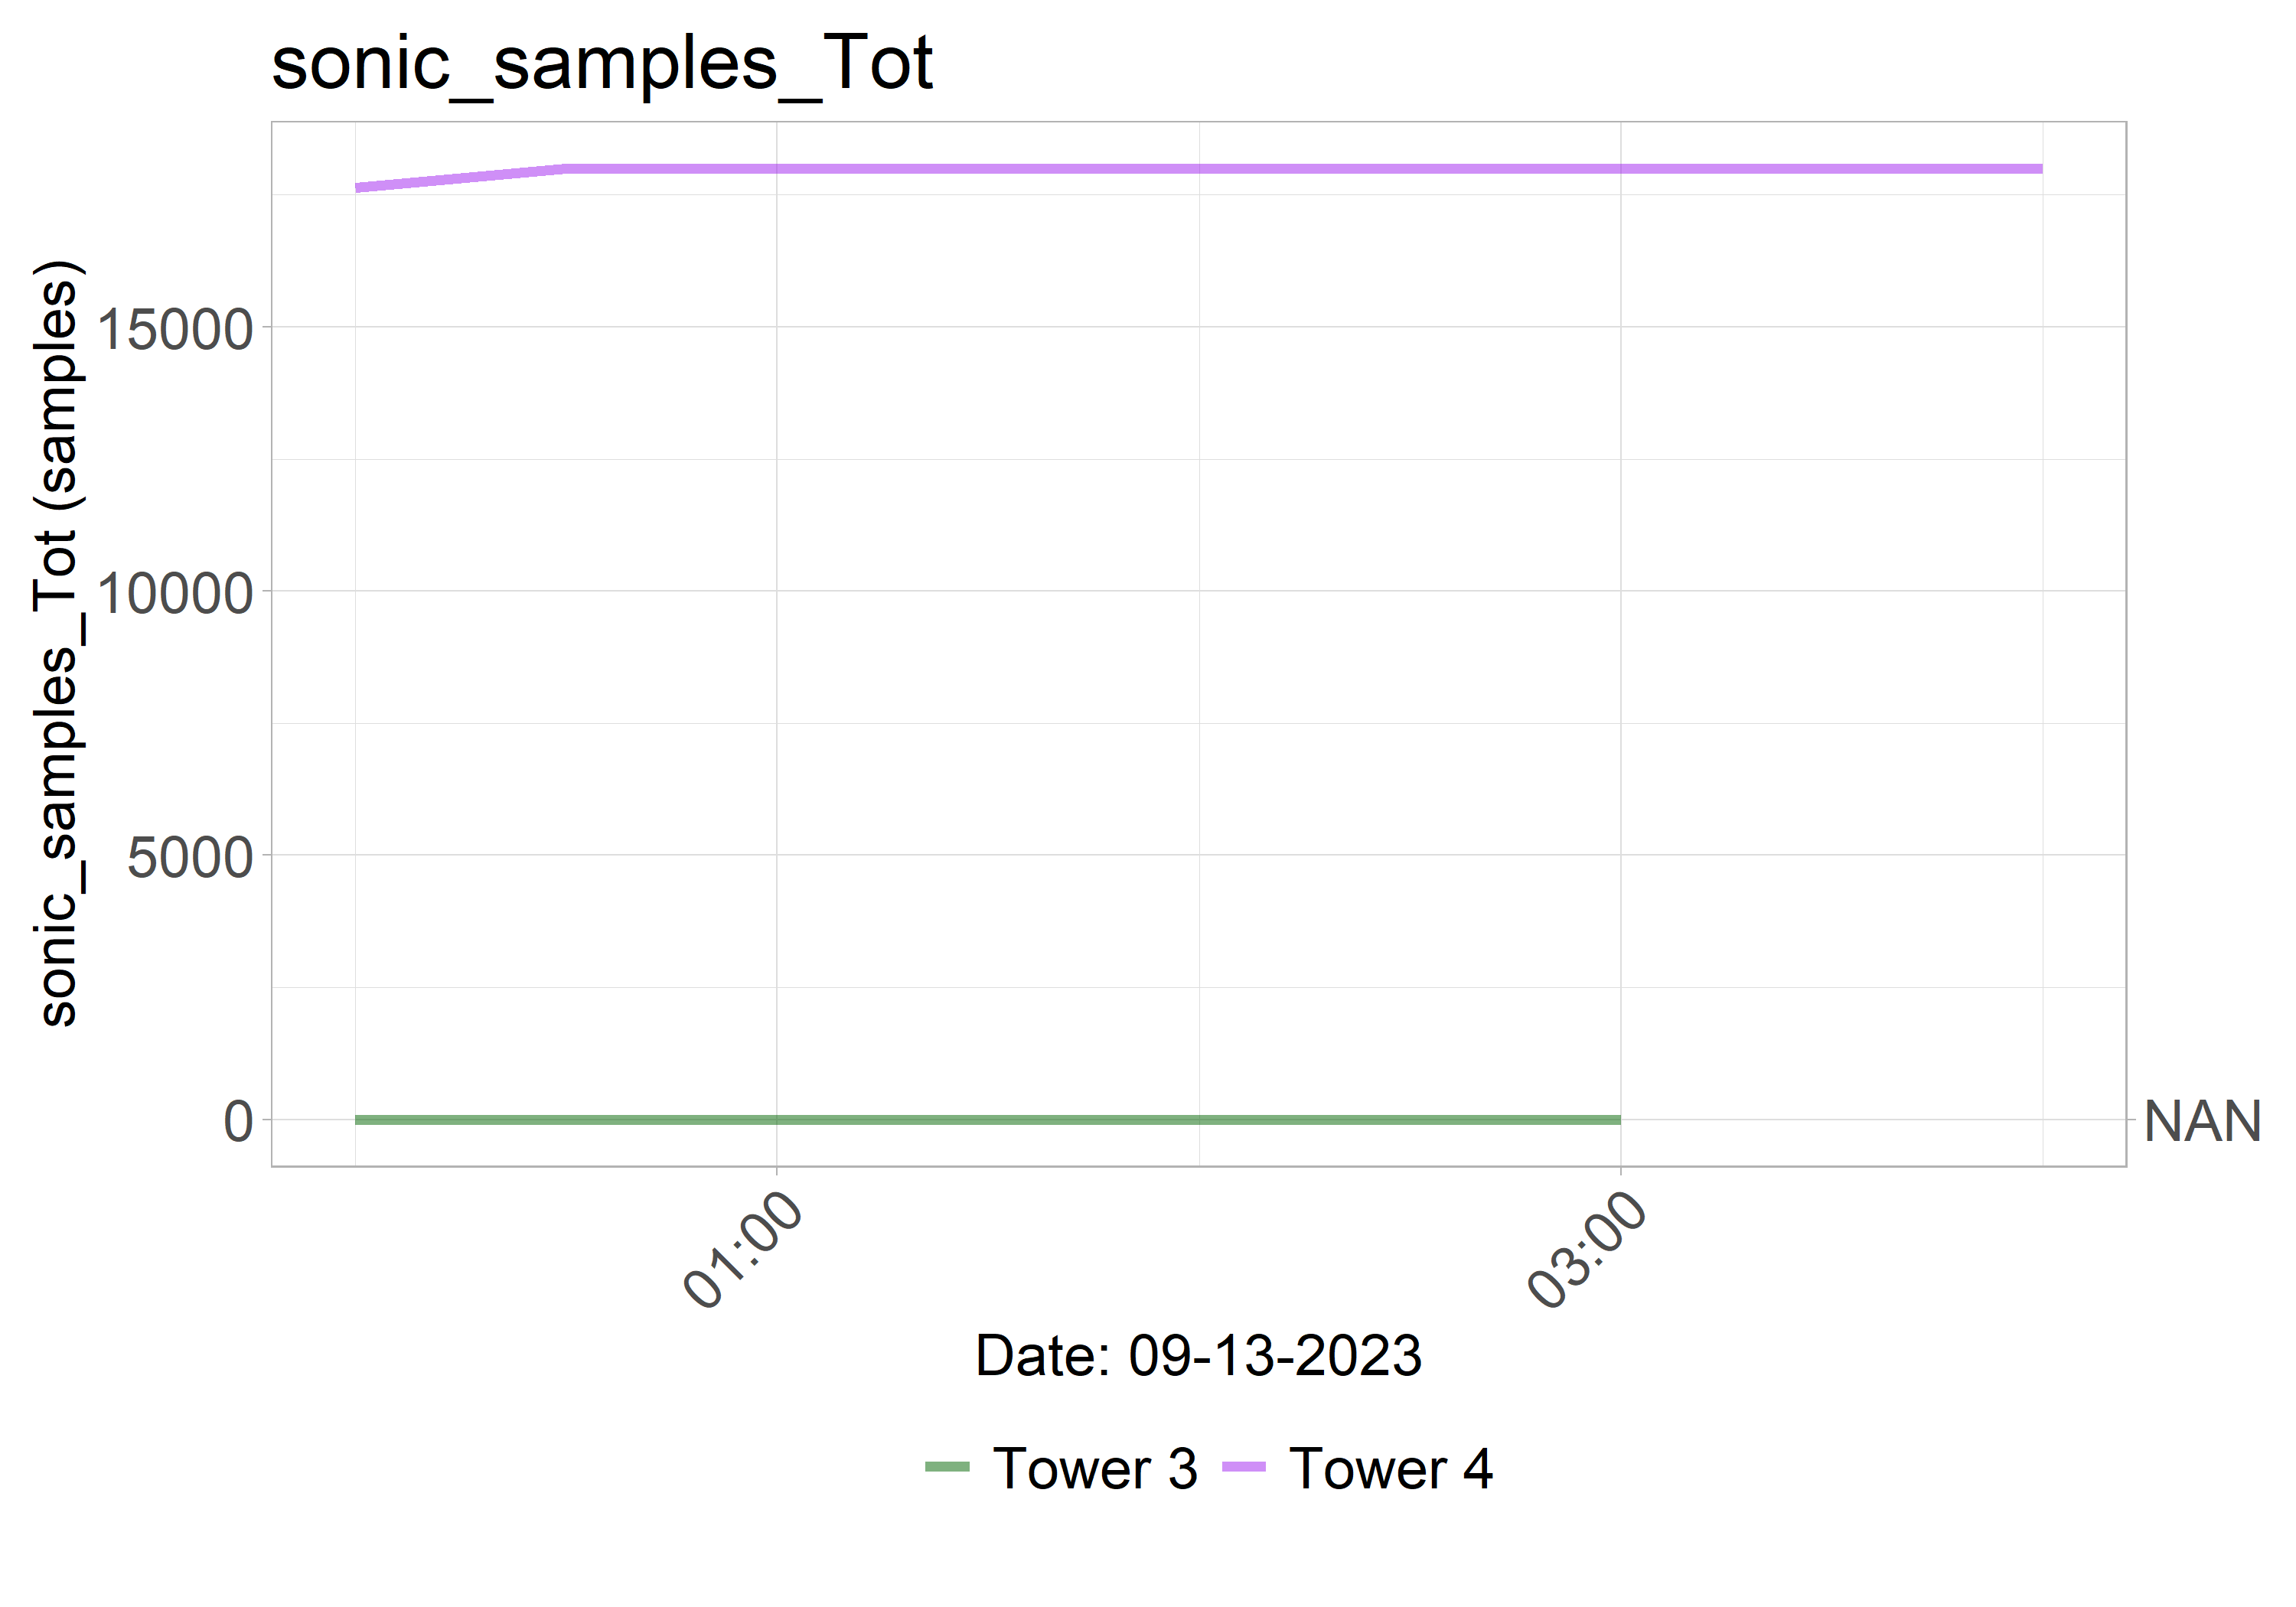 sonic_samples_Tot
sonic_samples_Tot (samples)
15000
10000
5000
0
NAN
01:00
03:00
Date: 09-13-2023
Tower 3
Tower 4